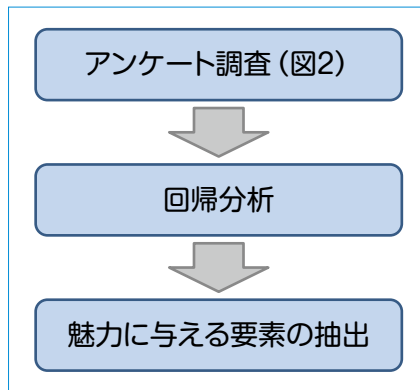 アンケート調査（図2）
回帰分析
魅力に与える要素の抽出